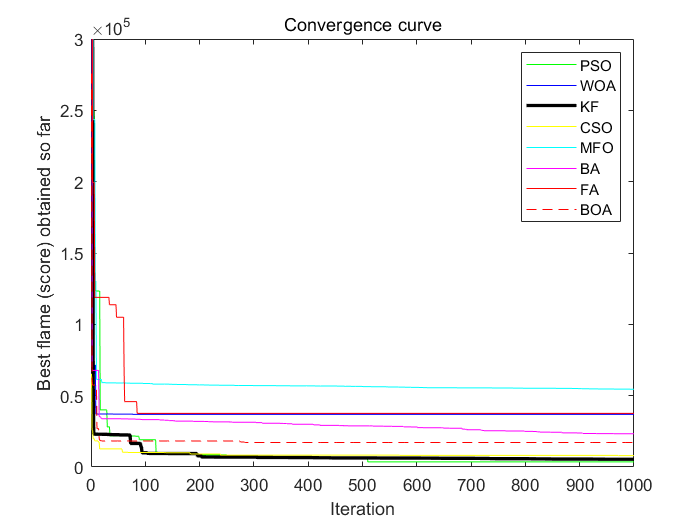 Convergence curve
×10⁵
3
2.5
2
1.5
1
0.5
0
Best flame (score) obtained so far
0 100 200 300 400 500 600 700 800 900 1000
Iteration
PSO
WOA
KF
CSO
MFO
BA
FA
BOA